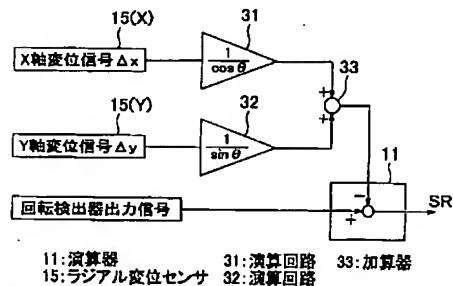 31
15(X)
X軸変位信号Δx
1
cosθ
33
15(Y)
32
+
+
Y軸変位信号Δy
1
sinθ
11
−
SR
回転検出器出力信号
+
11:演算器 31:演算回路 33:加算器
15:ラジアル変位センサ 32:演算回路